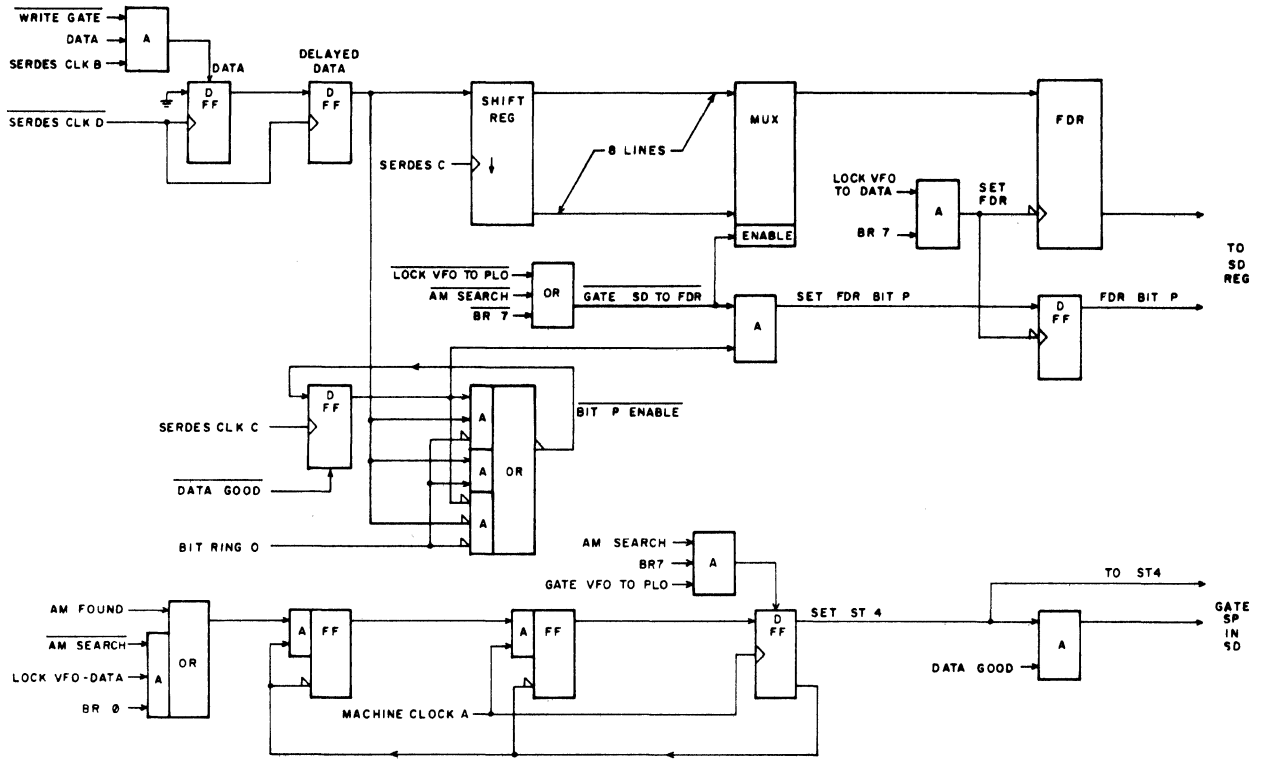 WRITE GATE
DATA
SERDES CLK B
A
DATA
DELAYED
DATA
D
FF
D
FF
SERDES CLK D
SHIFT
REG
SERDES C
8 LINES
MUX
ENABLE
FDR
LOCK VFO
TO DATA
BR 7
A
SET
FDR
TO
SD
REG
LOCK VFO TO PLO
AM SEARCH
BR 7
OR
GATE SD TO FDR
A
SET FDR BIT P
D
FF
FDR BIT P
D
FF
SERDES CLK C
DATA GOOD
BIT RING 0
A
A
A
OR
BIT P ENABLE
AM SEARCH
BR7
GATE VFO TO PLO
A
AM FOUND
AM SEARCH
LOCK VFO-DATA
BR Ø
A
OR
A
FF
A
FF
MACHINE CLOCK A
D
FF
SET ST 4
TO ST4
DATA GOOD
A
GATE
SP
IN
SD